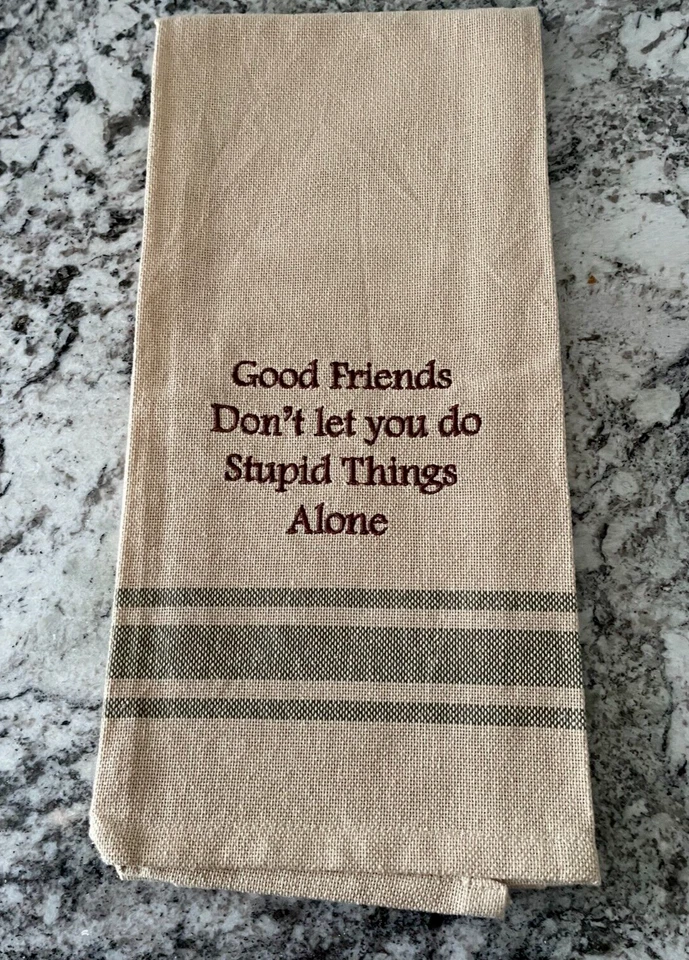 Good Friends
Don't let you do
Stupid Things
Alone